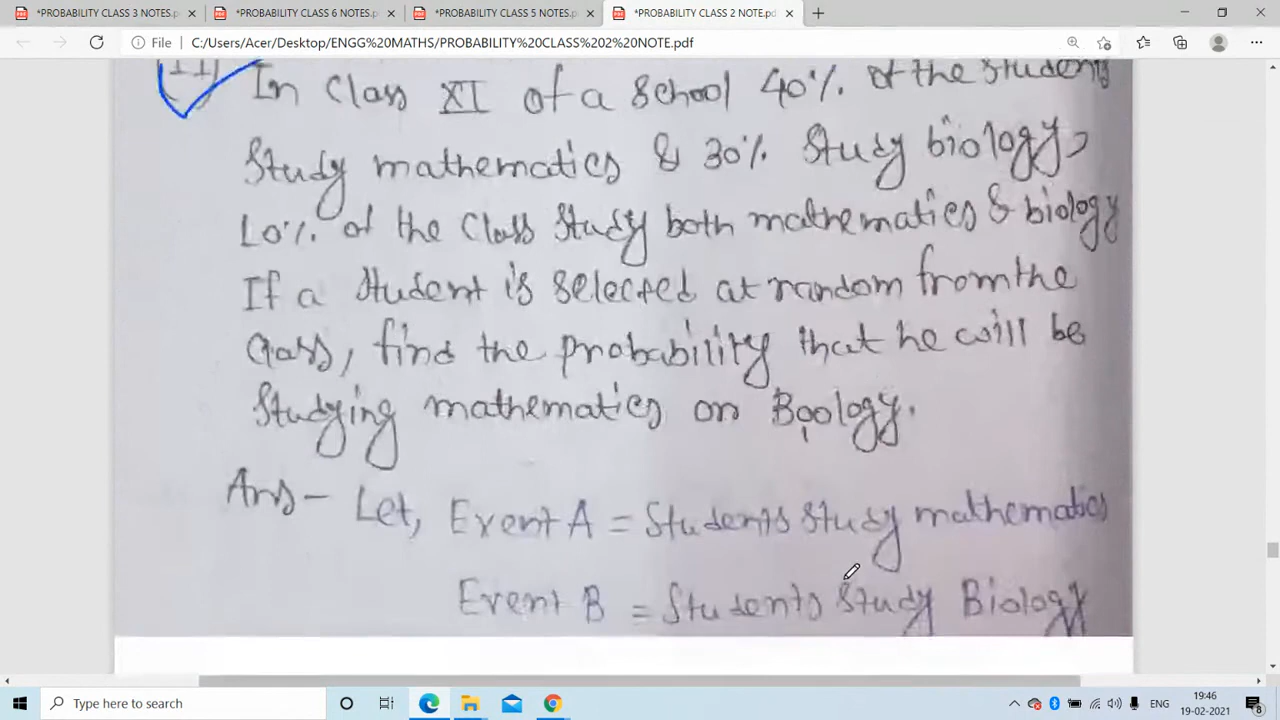 *PROBABILITY CLASS 3 NOTES.p
*PROBABILITY CLASS 6 NOTES.p
*PROBABILITY CLASS 5 NOTES.p
*PROBABILITY CLASS 2 NOTE.pd
File C:/Users/Acer/Desktop/ENGG%20MATHS/PROBABILITY%20CLASS%202%20NOTE.pdf
11) In Class XI of a School 40%. of the Students
Study mathematics & 30%. Study biology,
10%. of the Class Study both mathematics & biology
If a student is selected at random from the
Class, find the probability that he will be
Studying mathematics or Boology.
Ans- Let, Event A = Students Study mathematics
Event B = Students Study Biology
Type here to search
ENG
19:46
19-02-2021
8